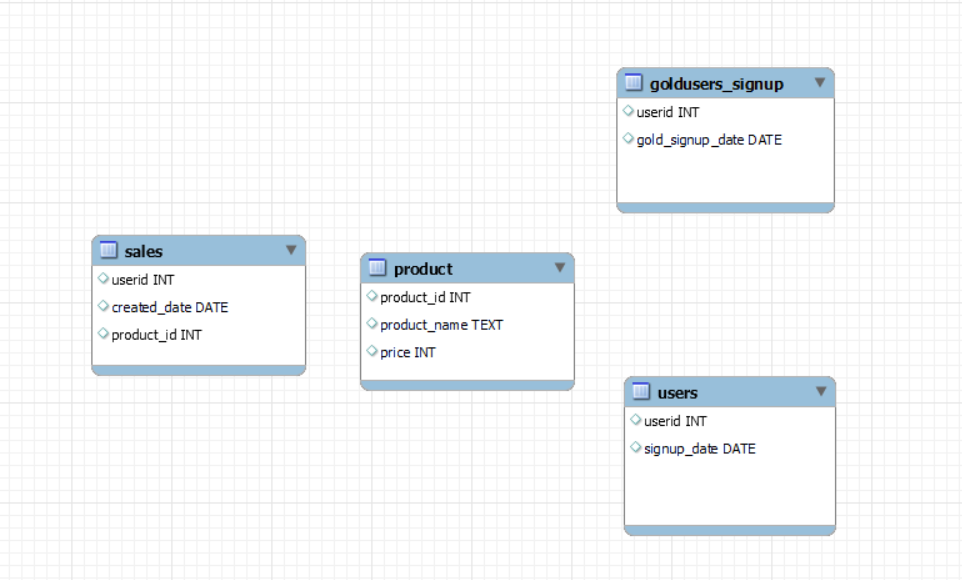 goldusers_signup
userid INT
gold_signup_date DATE
sales
userid INT
created_date DATE
product_id INT
product
product_id INT
product_name TEXT
price INT
users
userid INT
signup_date DATE